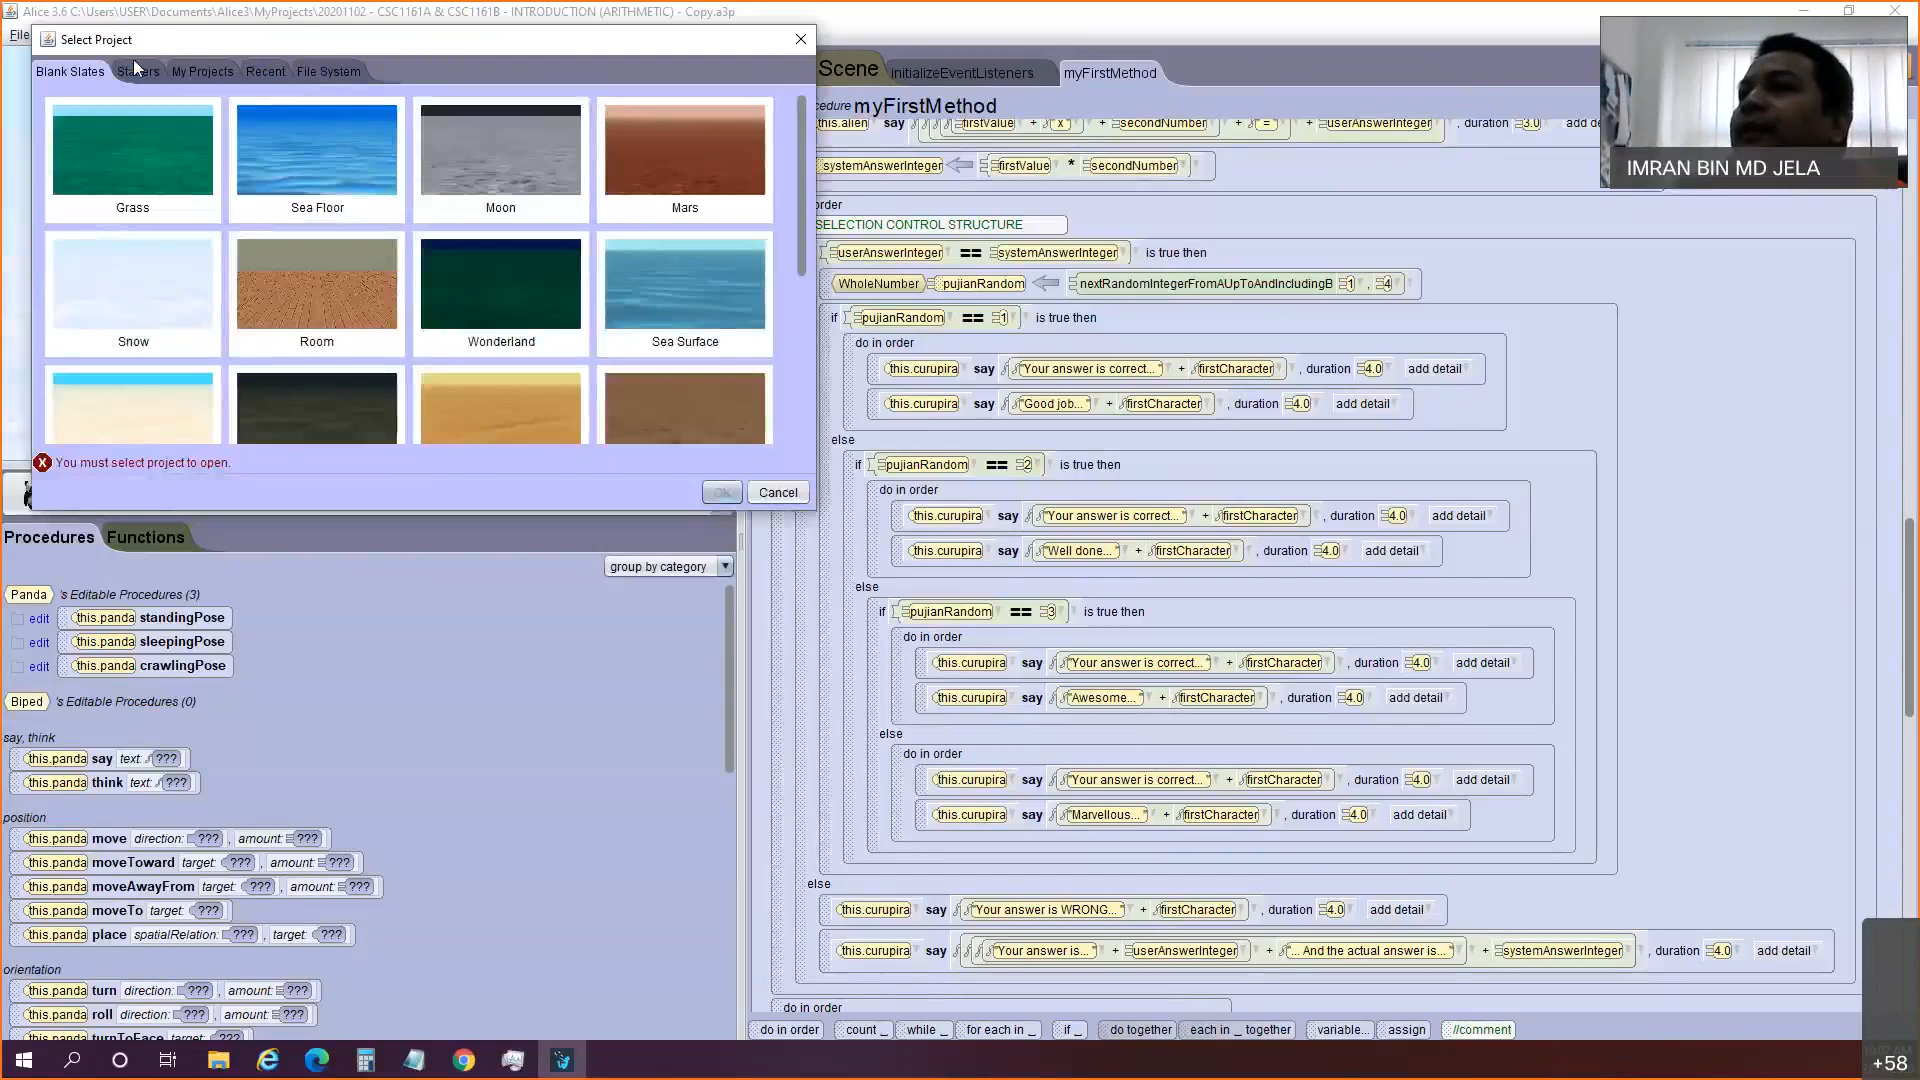 Alice 3.6 C:\Users\USER\Documents\Alice3\MyProjects\20201102 - CSC1161A & CSC1161B - INTRODUCTION (ARITHMETIC) - Copy.a3p
File
Select Project
Blank Slates Starters My Projects Recent File System
Grass Sea Floor Moon Mars
Snow Room Wonderland Sea Surface
You must select project to open.
OK Cancel
Procedures Functions
group by category
Panda 's Editable Procedures (3)
edit this.panda standingPose
edit this.panda sleepingPose
edit this.panda crawlingPose
Biped 's Editable Procedures (0)
say, think
this.panda say text: ???
this.panda think text: ???
position
this.panda move direction: ??? , amount: ???
this.panda moveToward target: ??? , amount: ???
this.panda moveAwayFrom target: ??? , amount: ???
this.panda moveTo target: ???
this.panda place spatialRelation: ??? , target: ???
orientation
this.panda turn direction: ??? , amount: ???
this.panda roll direction: ??? , amount: ???
this.panda turnToFace target: ???
Scene initializeEventListeners myFirstMethod
cedure myFirstMethod
this.alien say firstValue + "x" + secondNumber + "=" + userAnswerInteger , duration 3.0 add de
systemAnswerInteger firstValue * secondNumber
order
SELECTION CONTROL STRUCTURE
userAnswerInteger == systemAnswerInteger is true then
WholeNumber pujianRandom nextRandomIntegerFromAUpToAndIncludingB 1 , 4
if pujianRandom == 1 is true then
do in order
this.curupira say "Your answer is correct..." + firstCharacter , duration 4.0 add detail
this.curupira say "Good job..." + firstCharacter , duration 4.0 add detail
else
if pujianRandom == 2 is true then
do in order
this.curupira say "Your answer is correct..." + firstCharacter , duration 4.0 add detail
this.curupira say "Well done..." + firstCharacter , duration 4.0 add detail
else
if pujianRandom == 3 is true then
do in order
this.curupira say "Your answer is correct..." + firstCharacter , duration 4.0 add detail
this.curupira say "Awesome..." + firstCharacter , duration 4.0 add detail
else
do in order
this.curupira say "Your answer is correct..." + firstCharacter , duration 4.0 add detail
this.curupira say "Marvellous..." + firstCharacter , duration 4.0 add detail
else
this.curupira say "Your answer is WRONG..." + firstCharacter , duration 4.0 add detail
this.curupira say "Your answer is..." + userAnswerInteger + "... And the actual answer is..." + systemAnswerInteger , duration 4.0 add detail
do in order
do in order count _ while _ for each in _ if _ do together each in _ together variable... assign //comment
IMRAN BIN MD JELA
+58